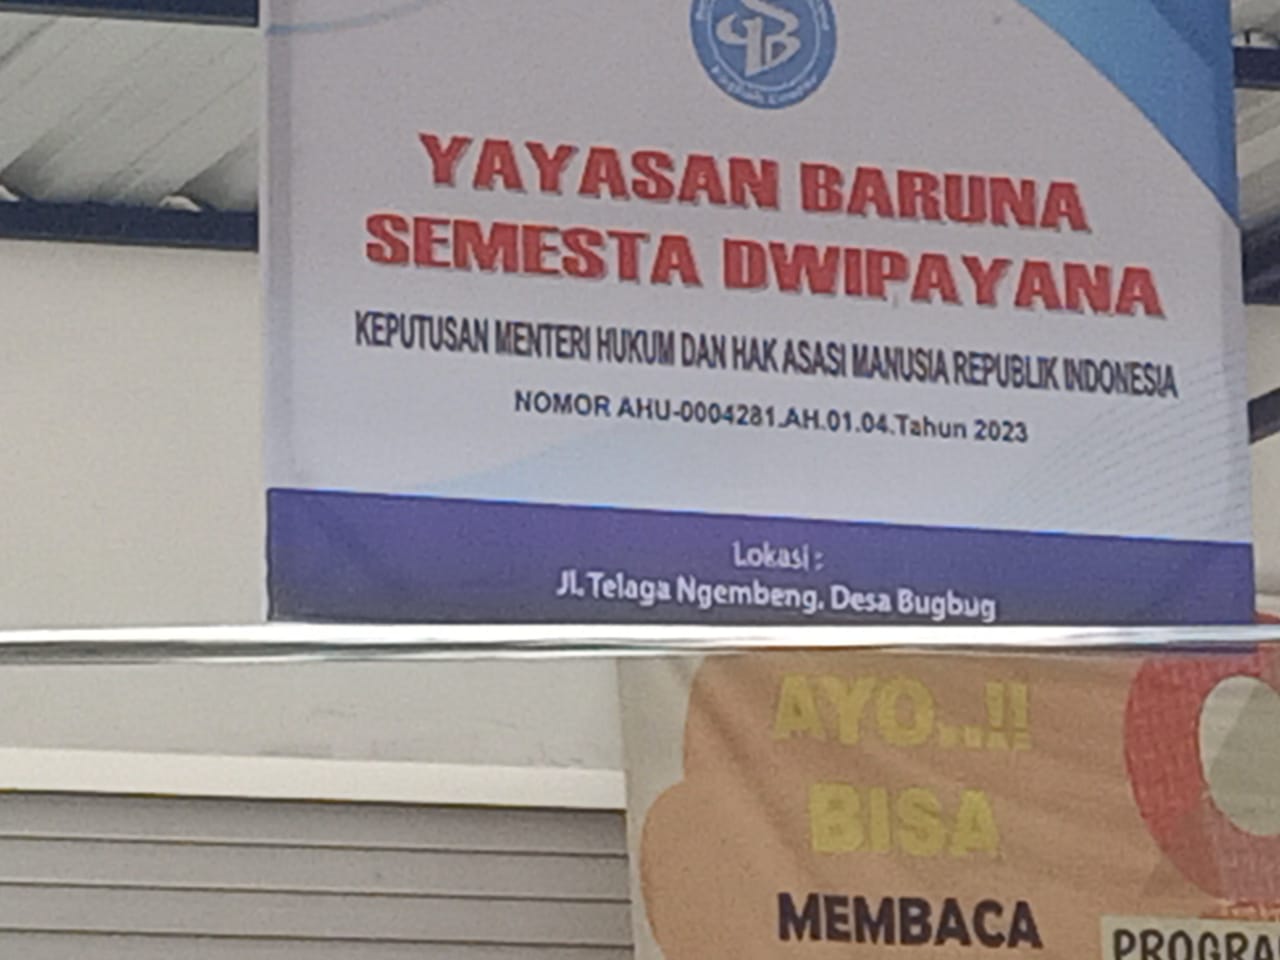 YAYASAN BARUNA
SEMESTA DWIPAYANA
KEPUTUSAN MENTERI HUKUM DAN HAK ASASI MANUSIA REPUBLIK INDONESIA
NOMOR AHU-0004281.AH.01.04.Tahun 2023
Lokasi :
Jl. Telaga Ngembeng, Desa Bugbug
AYO..!!
BISA
MEMBACA